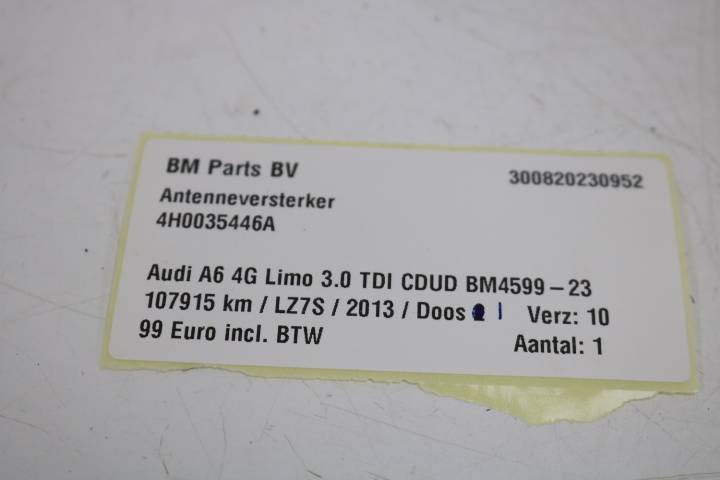 BM Parts BV 300820230952
Antenneversterker
4H0035446A
Audi A6 4G Limo 3.0 TDI CDUD BM4599-23
107915 km / LZ7S / 2013 / Doos 1 Verz: 10
99 Euro incl. BTW Aantal: 1